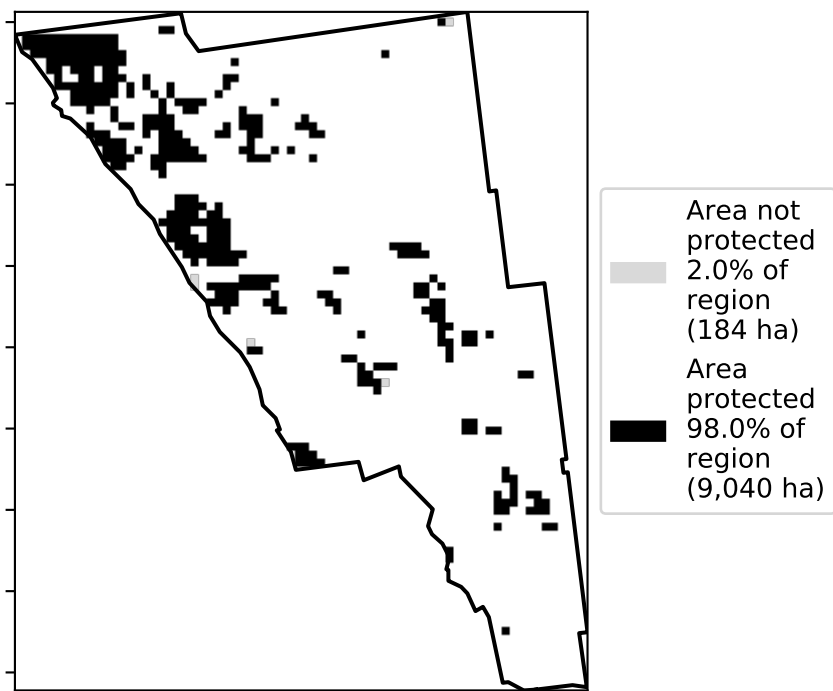 Area not
protected
2.0% of
region
(184 ha)
Area
protected
98.0% of
region
(9,040 ha)